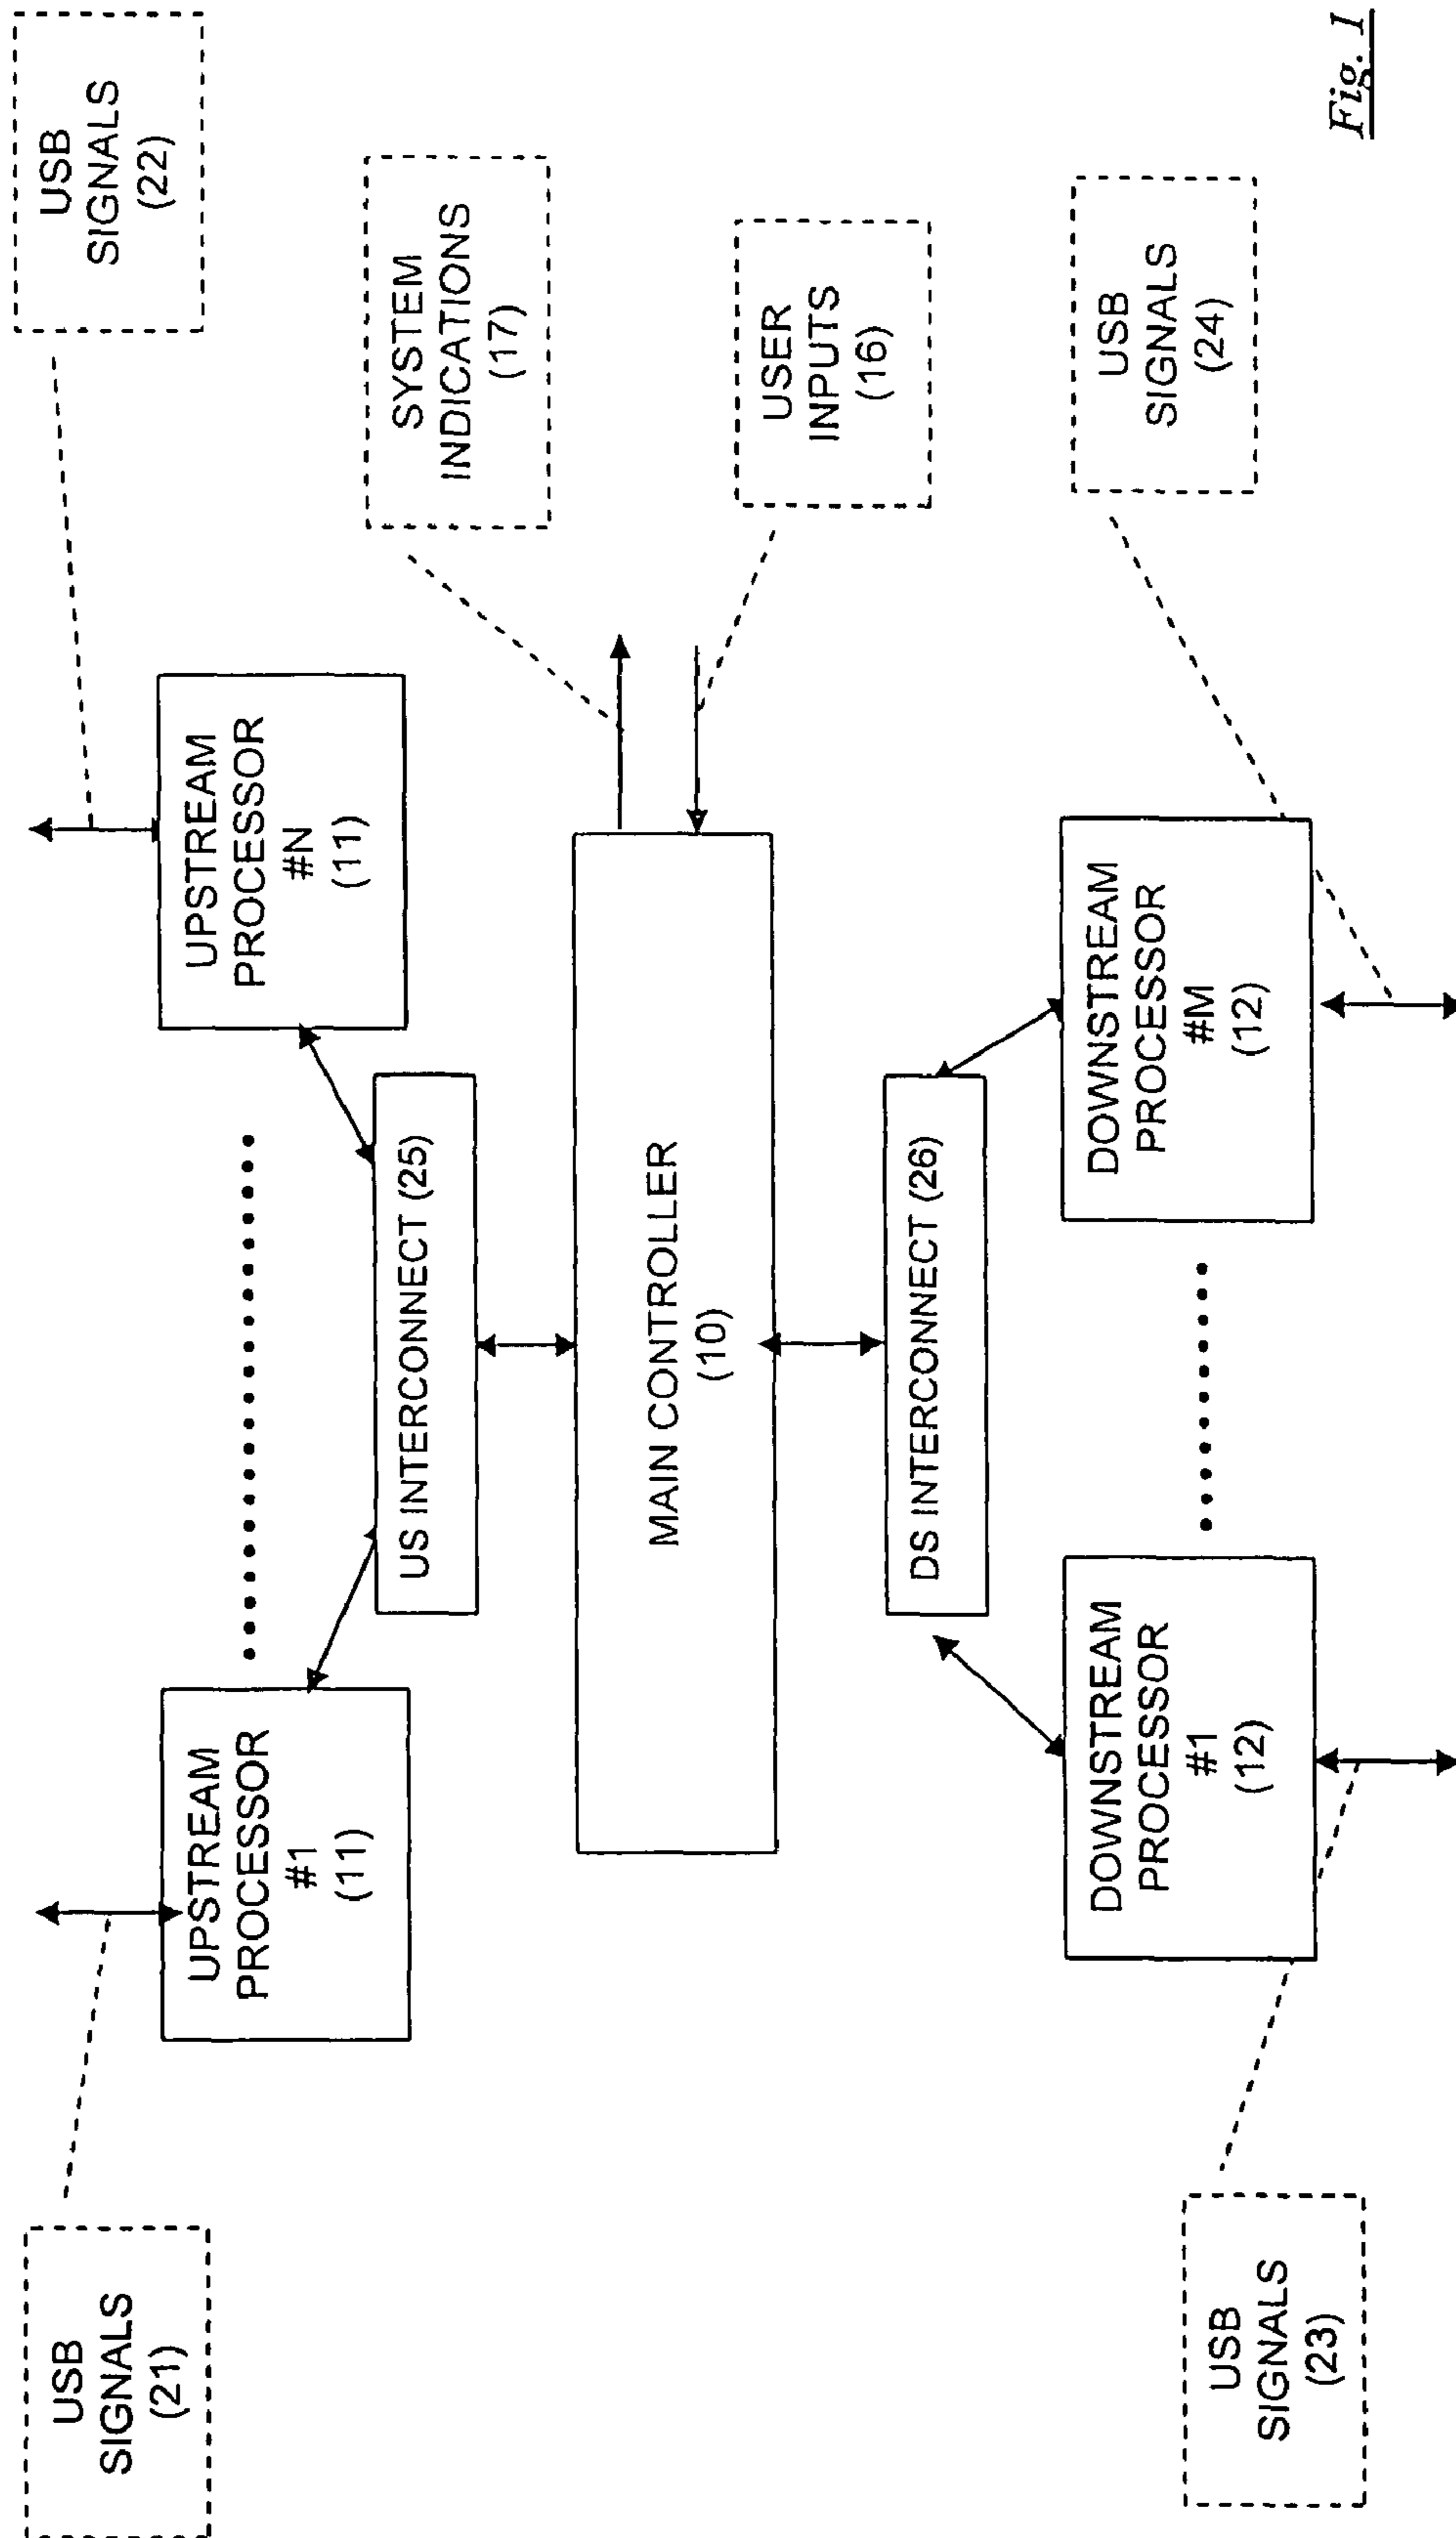 USB
SIGNALS
(21)
USB
SIGNALS
(22)
UPSTREAM
PROCESSOR
#1
(11)
UPSTREAM
PROCESSOR
#N
(11)
SYSTEM
INDICATIONS
(17)
US INTERCONNECT (25)
MAIN CONTROLLER
(10)
USER
INPUTS
(16)
DS INTERCONNECT (26)
DOWNSTREAM
PROCESSOR
#1
(12)
DOWNSTREAM
PROCESSOR
#M
(12)
USB
SIGNALS
(24)
USB
SIGNALS
(23)
Fig. 1